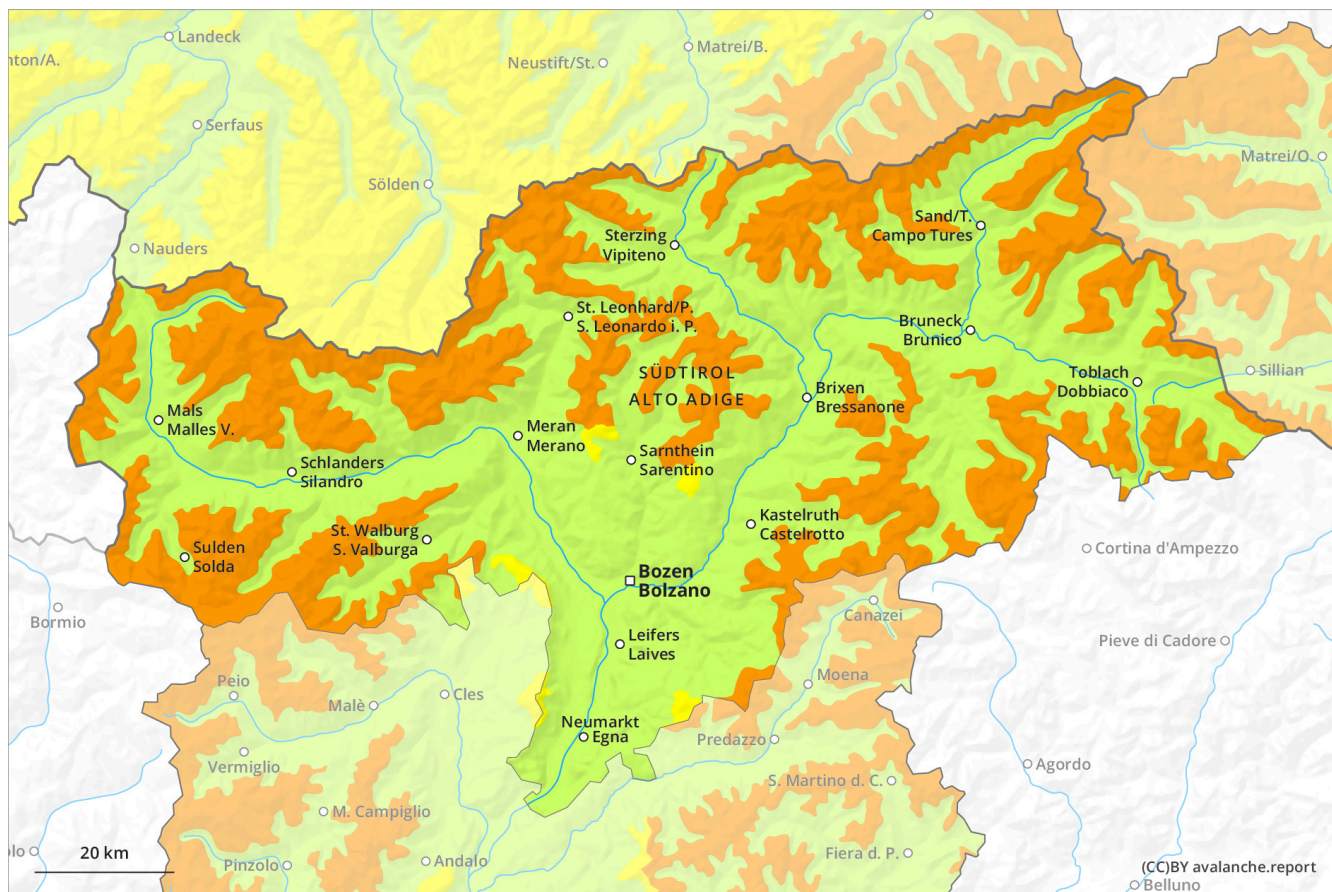 Landeck
nton/A.
Matrei/B.
Neustift/St.
Serfaus
Matrei/O.
Sölden
Sand/T.
Campo Tures
Sterzing
Vipiteno
Nauders
St. Leonhard/P.
S. Leonardo i. P.
Bruneck
Brunico
SÜDTIROL
ALTO ADIGE
Toblach
Dobbiaco
Sillian
Brixen
Bressanone
Mals
Malles V.
Meran
Merano
Sarnthein
Sarentino
Schlanders
Silandro
Kastelruth
Castelrotto
St. Walburg
S. Valburga
Sulden
Solda
Cortina d'Ampezzo
Bozen
Bolzano
Bormio
Canazei
Leifers
Laives
Pieve di Cadore
Peio
Moena
Cles
Malè
Neumarkt
Egna
Predazzo
Vermiglio
Agordo
S. Martino d. C.
M. Campiglio
olo
20 km
Pinzolo
Andalo
Fiera d. P.
(CC)BY avalanche.report
Belluno